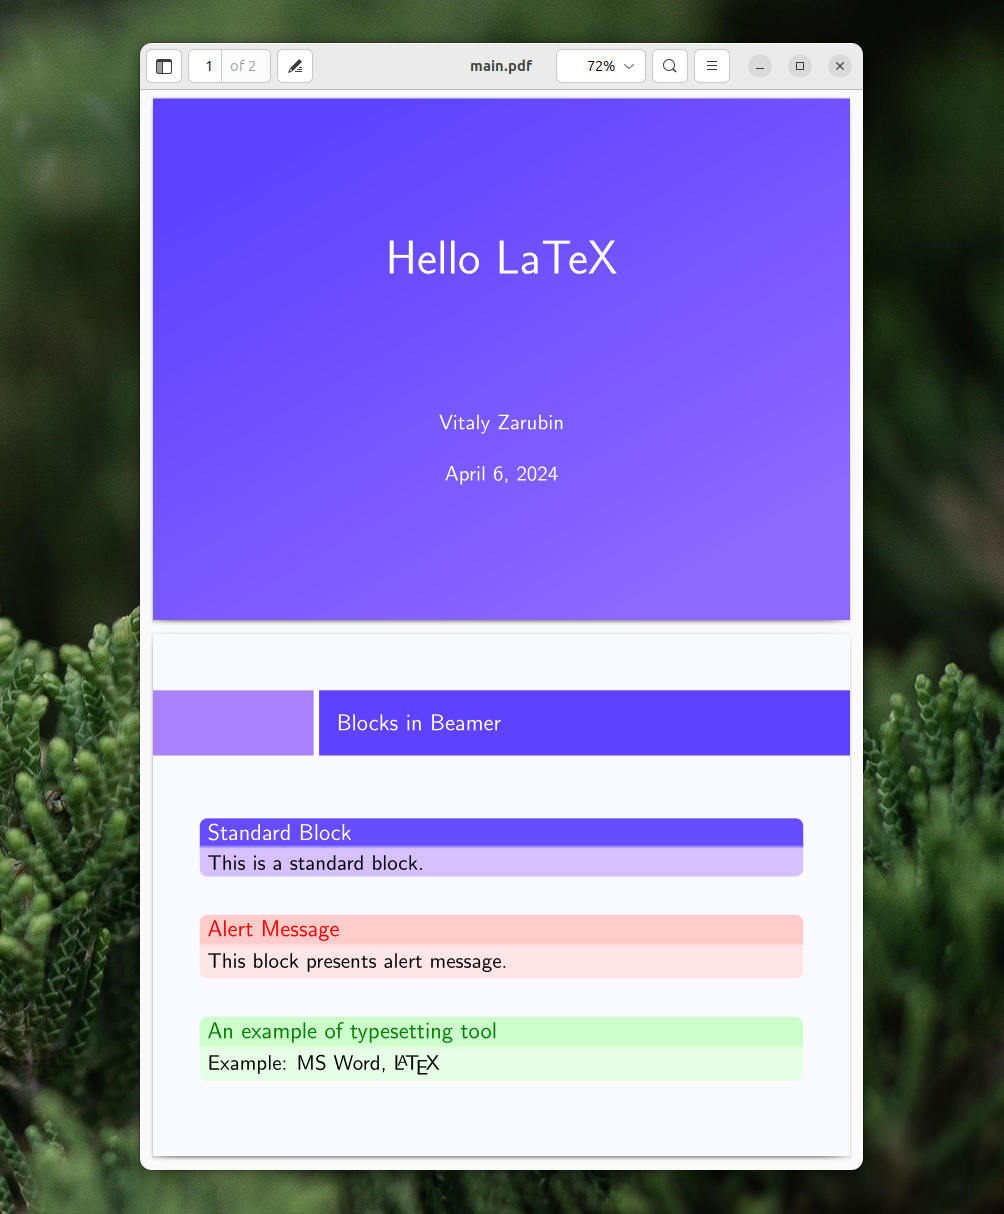 1 of 2 main.pdf 72%
Hello LaTeX
Vitaly Zarubin
April 6, 2024
Blocks in Beamer
Standard Block
This is a standard block.
Alert Message
This block presents alert message.
An example of typesetting tool
Example: MS Word, LATEX